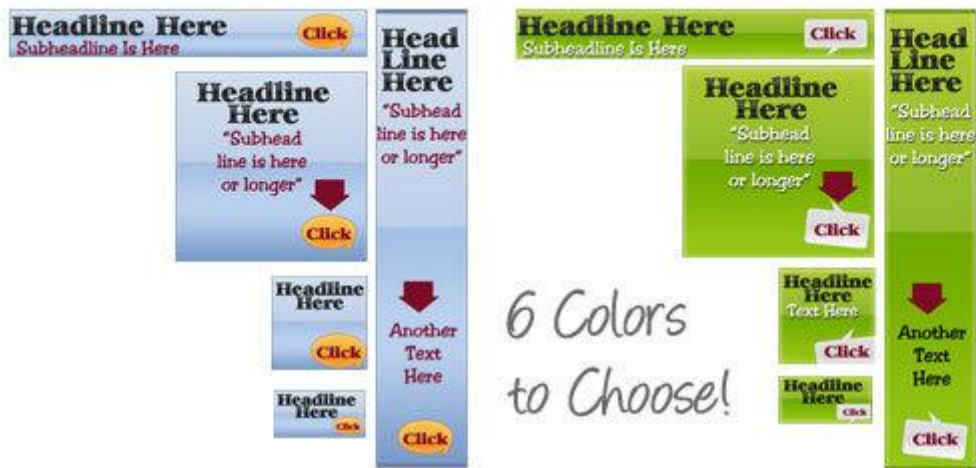 Headline Here
Subheadline Is Here
Click
Head
Line
Here
"Subhead
line is here
or longer"
Another
Text
Here
Click
Headline
Here
"Subhead
line is here
or longer"
Click
Headline
Here
Click
Headline
Here
Click
Headline Here
Subheadline Is Here
Click
Head
Line
Here
"Subhead
line is here
or longer"
Another
Text
Here
Click
Headline
Here
"Subhead
line is here
or longer"
Click
Headline
Here
Text Here
Click
Headline
Here
Click
6 Colors
to Choose!